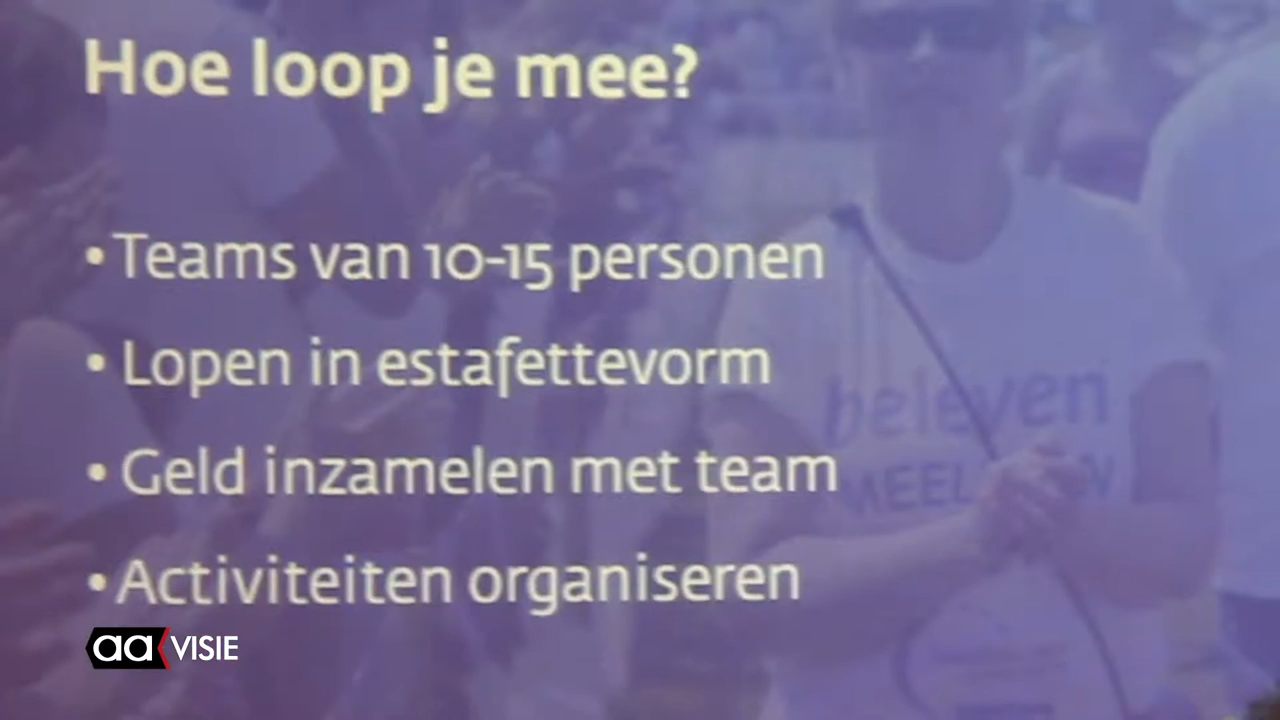 Hoe loop je mee?
• Teams van 10-15 personen
• Lopen in estafettevorm
• Geld inzamelen met team
• Activiteiten organiseren
beleven
aa VISIE